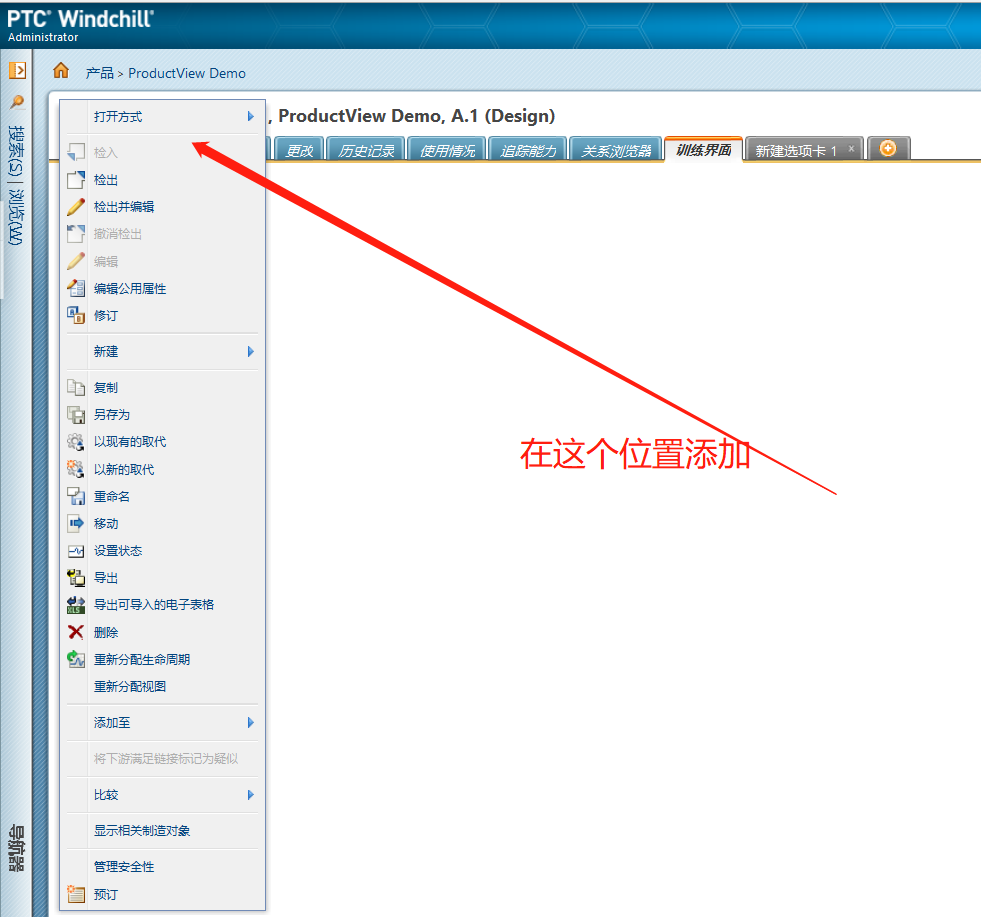 PTC® Windchill®
Administrator
产品 > ProductView Demo
, ProductView Demo, A.1 (Design)
更改
历史记录
使用情况
追踪能力
关系浏览器
训练界面
新建选项卡 1 ×
搜索(S) | 浏览(W)
导航器
打开方式
检入
检出
检出并编辑
撤消检出
编辑
编辑公用属性
修订
新建
复制
另存为
以现有的取代
以新的取代
重命名
移动
设置状态
导出
导出可导入的电子表格
删除
重新分配生命周期
重新分配视图
添加至
将下游满足链接标记为疑似
比较
显示相关制造对象
管理安全性
预订
在这个位置添加